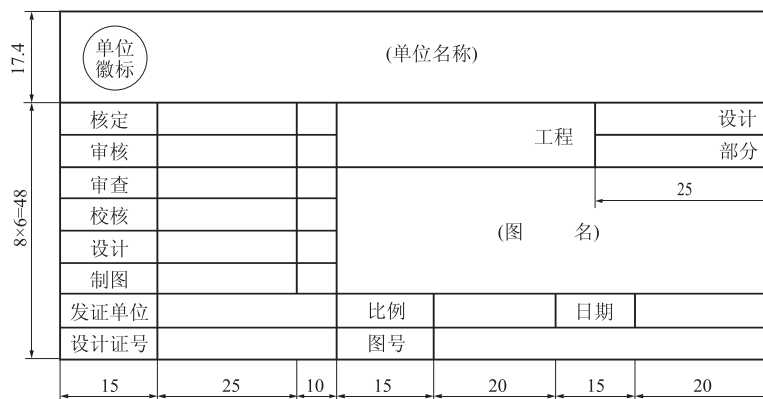 17.4
单位
徽标
(单位名称)
8×6=48
核定
工程
设计
审核
部分
审查
25
校核
(图 名)
设计
制图
发证单位
比例
日期
设计证号
图号
15 25 10 15 20 15 20